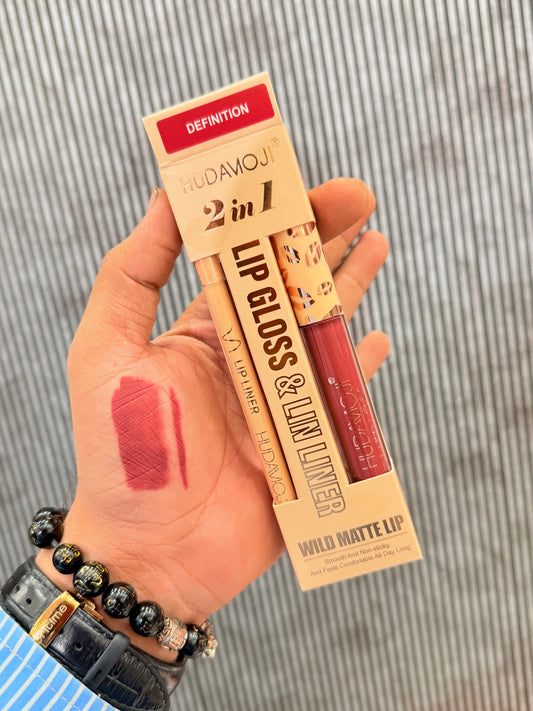 DEFINITION
HUDAMOJI®
2 in 1
LIP GLOSS
& LIN LINER
WILD MATTE LIP
Smooth And Non-sticky
And Feels Comfortable All Day Long
LIP LINER
HUDAMOJI
HUDAMOJI